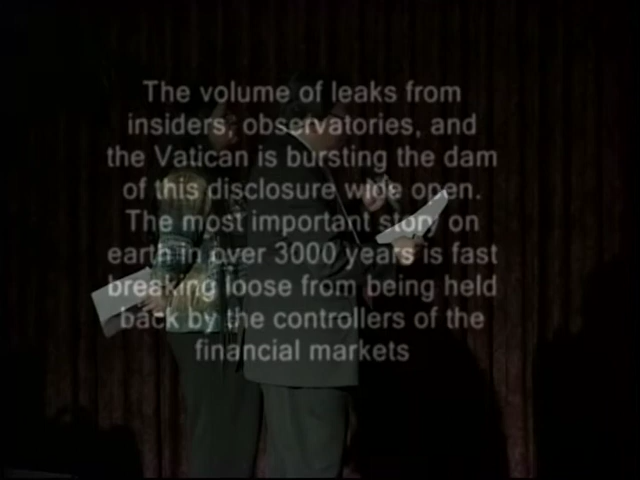 The volume of leaks from
insiders, observatories, and
the Vatican is bursting the dam
of this disclosure wide open.
The most important story on
earth in over 3000 years is fast
breaking loose from being held
back by the controllers of the
financial markets